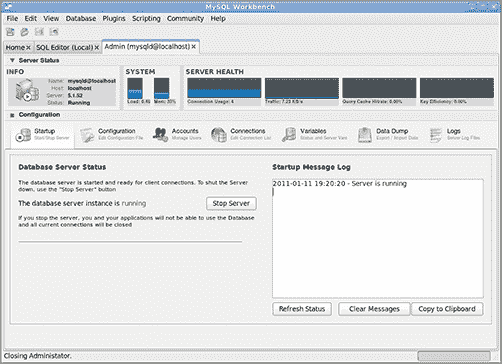 MySQL Workbench
File Edit View Database Plugins Scripting Community Help
Home SQL Editor (Local) Admin (mysqld@localhost)
Server Status
INFO SYSTEM SERVER HEALTH
Name: mysqld@localhost
Host: localhost
Server: 5.1.52
Status: Running
Load: 0.46 Mem: 30% Connection Usage: 4 Traffic: 7.23 KB/s Query Cache Hitrate: 0.00% Key Efficiency: 0.00%
Configuration
Startup Configuration Accounts Connections Variables Data Dump Logs
Start/Stop Server Edit Configuration File Manage Users Edit Connection List Status and Server Vars Export / Import Data Server Log Files
Database Server Status
The database server is started and ready for client connections. To shut the Server
down, use the "Stop Server" button
The database server instance is running Stop Server
If you stop the server, you and your applications will not be able to use the Database
and all current connections will be closed
Startup Message Log
2011-01-11 19:20:20 - Server is running
Refresh Status Clear Messages Copy to Clipboard
Closing Administator.